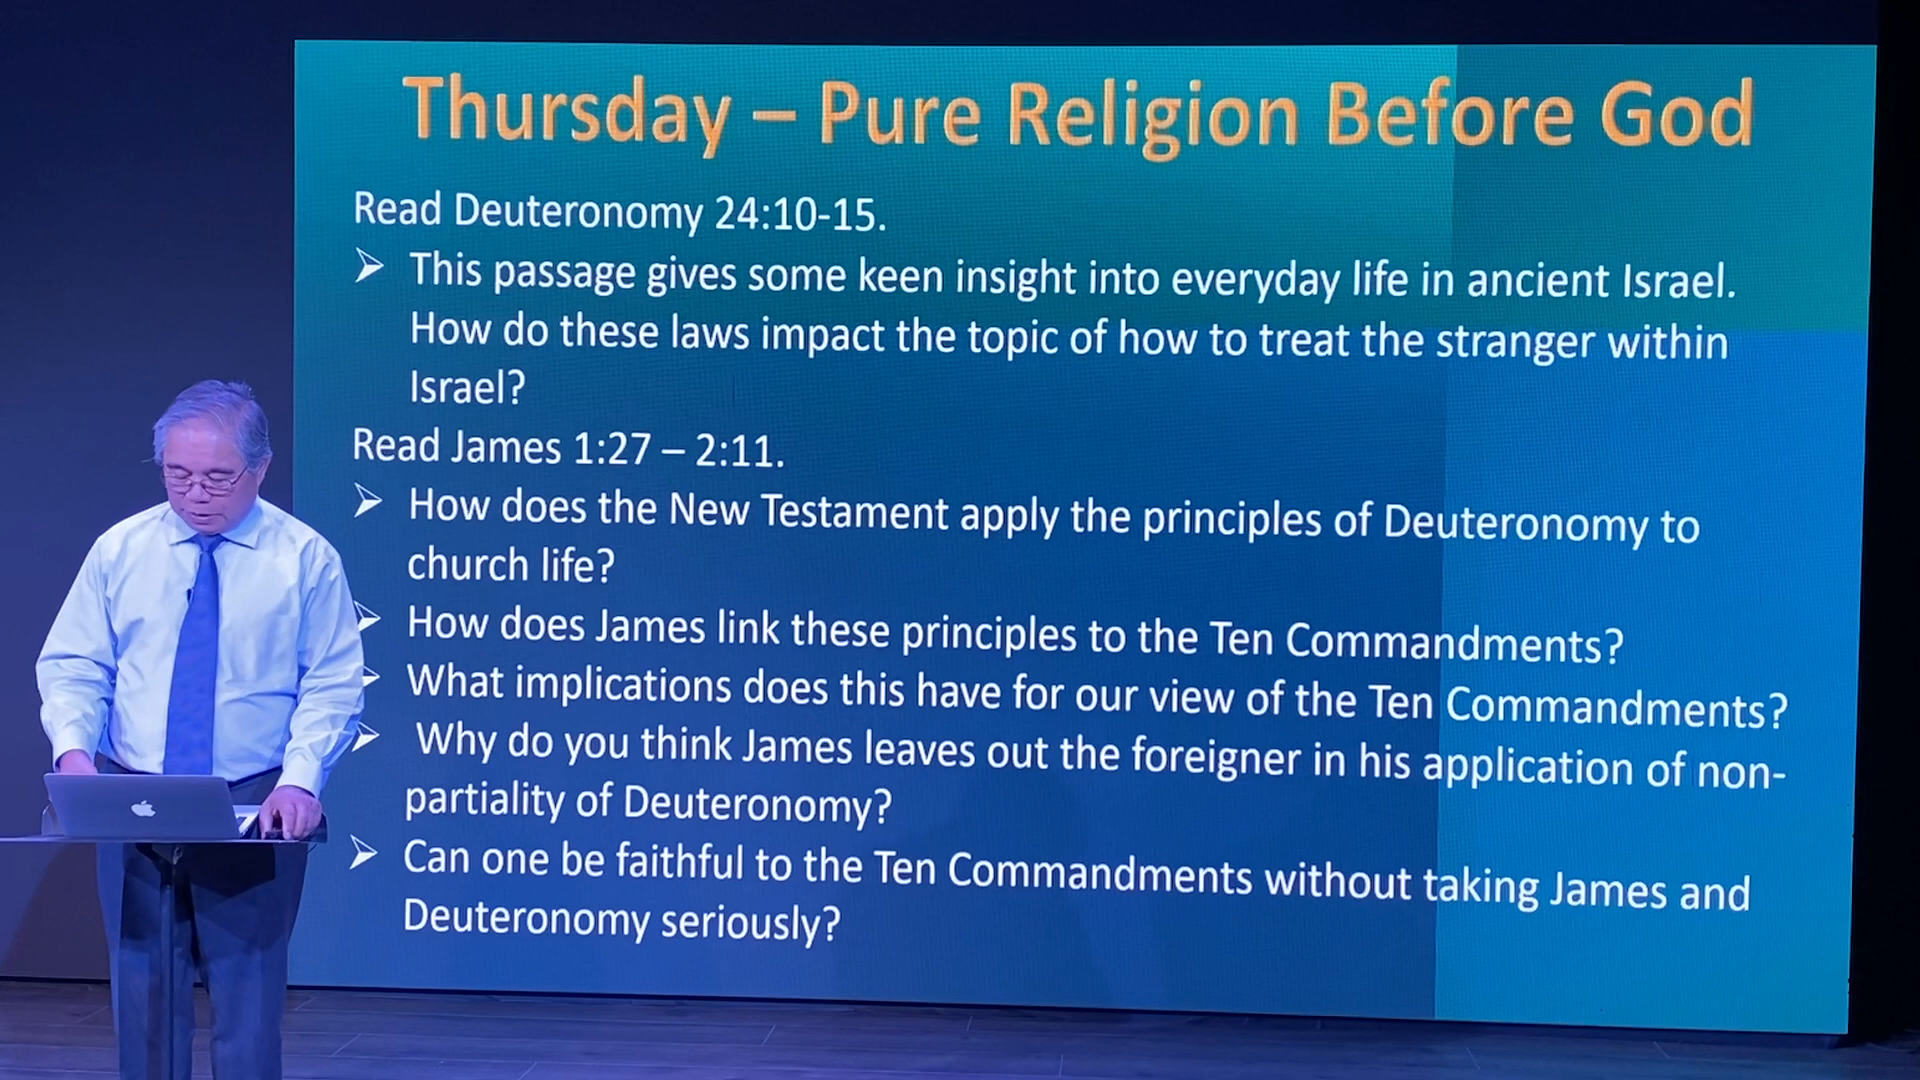 Thursday – Pure Religion Before God
Read Deuteronomy 24:10-15.
➢ This passage gives some keen insight into everyday life in ancient Israel.
How do these laws impact the topic of how to treat the stranger within
Israel?
Read James 1:27 – 2:11.
➢ How does the New Testament apply the principles of Deuteronomy to
church life?
➢ How does James link these principles to the Ten Commandments?
➢ What implications does this have for our view of the Ten Commandments?
➢ Why do you think James leaves out the foreigner in his application of non-
partiality of Deuteronomy?
➢ Can one be faithful to the Ten Commandments without taking James and
Deuteronomy seriously?